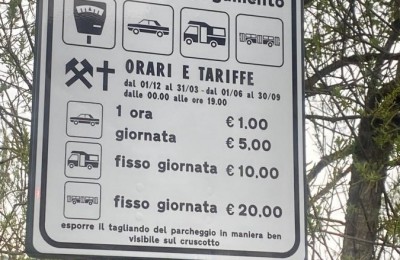 ORARI E TARIFFE
dal 01/12 al 31/03 - dal 01/06 al 30/09
dalle 00.00 alle ore 19.00
1 ora € 1.00
giornata € 5.00
fisso giornata € 10.00
fisso giornata € 20.00
esporre il tagliando del parcheggio in maniera ben
visibile sul cruscotto